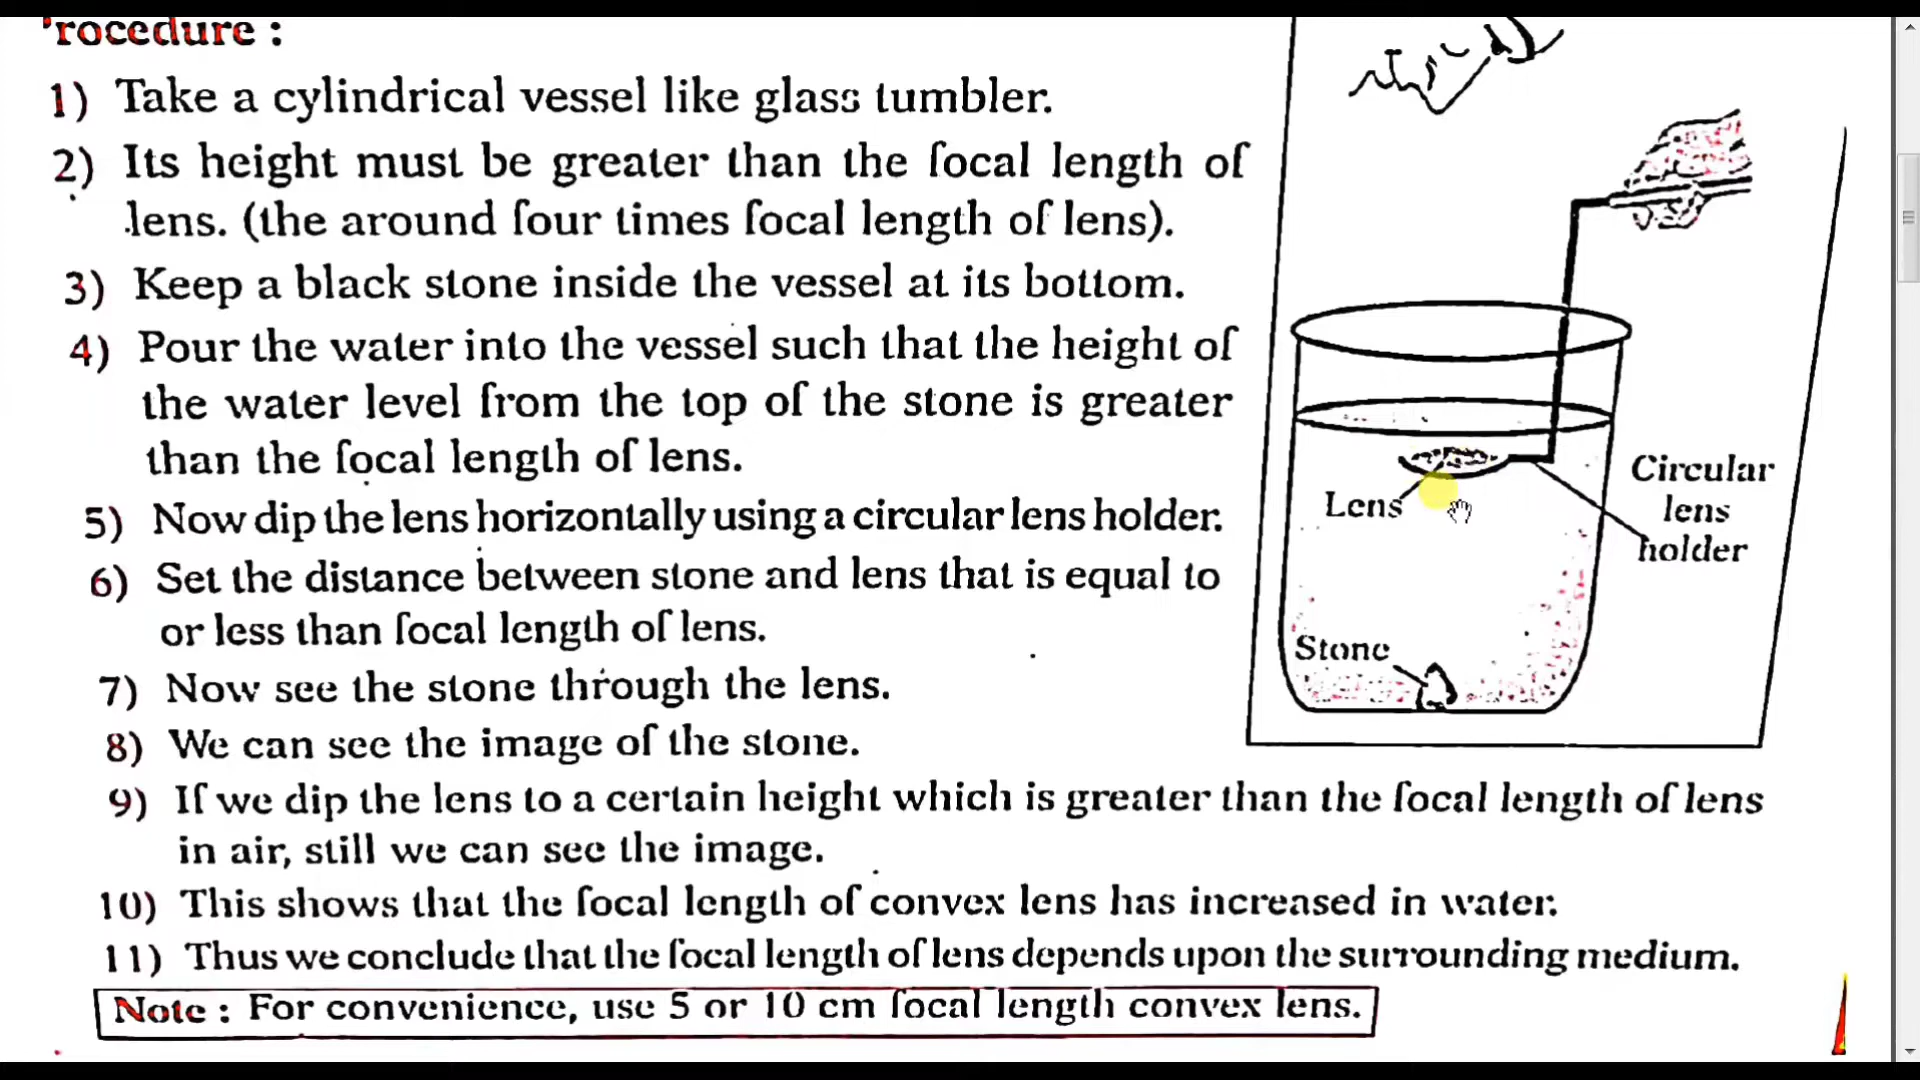 rocedure :
1) Take a cylindrical vessel like glass tumbler.
2) Its height must be greater than the focal length of
lens. (the around four times focal length of lens).
3) Keep a black stone inside the vessel at its bottom.
4) Pour the water into the vessel such that the height of
the water level from the top of the stone is greater
than the focal length of lens.
5) Now dip the lens horizontally using a circular lens holder.
6) Set the distance between stone and lens that is equal to
or less than focal length of lens.
7) Now see the stone through the lens.
8) We can see the image of the stone.
9) If we dip the lens to a certain height which is greater than the focal length of lens
in air, still we can see the image.
10) This shows that the focal length of convex lens has increased in water.
11) Thus we conclude that the focal length of lens depends upon the surrounding medium.
Note : For convenience, use 5 or 10 cm focal length convex lens.
Lens
Circular
lens
holder
Stone